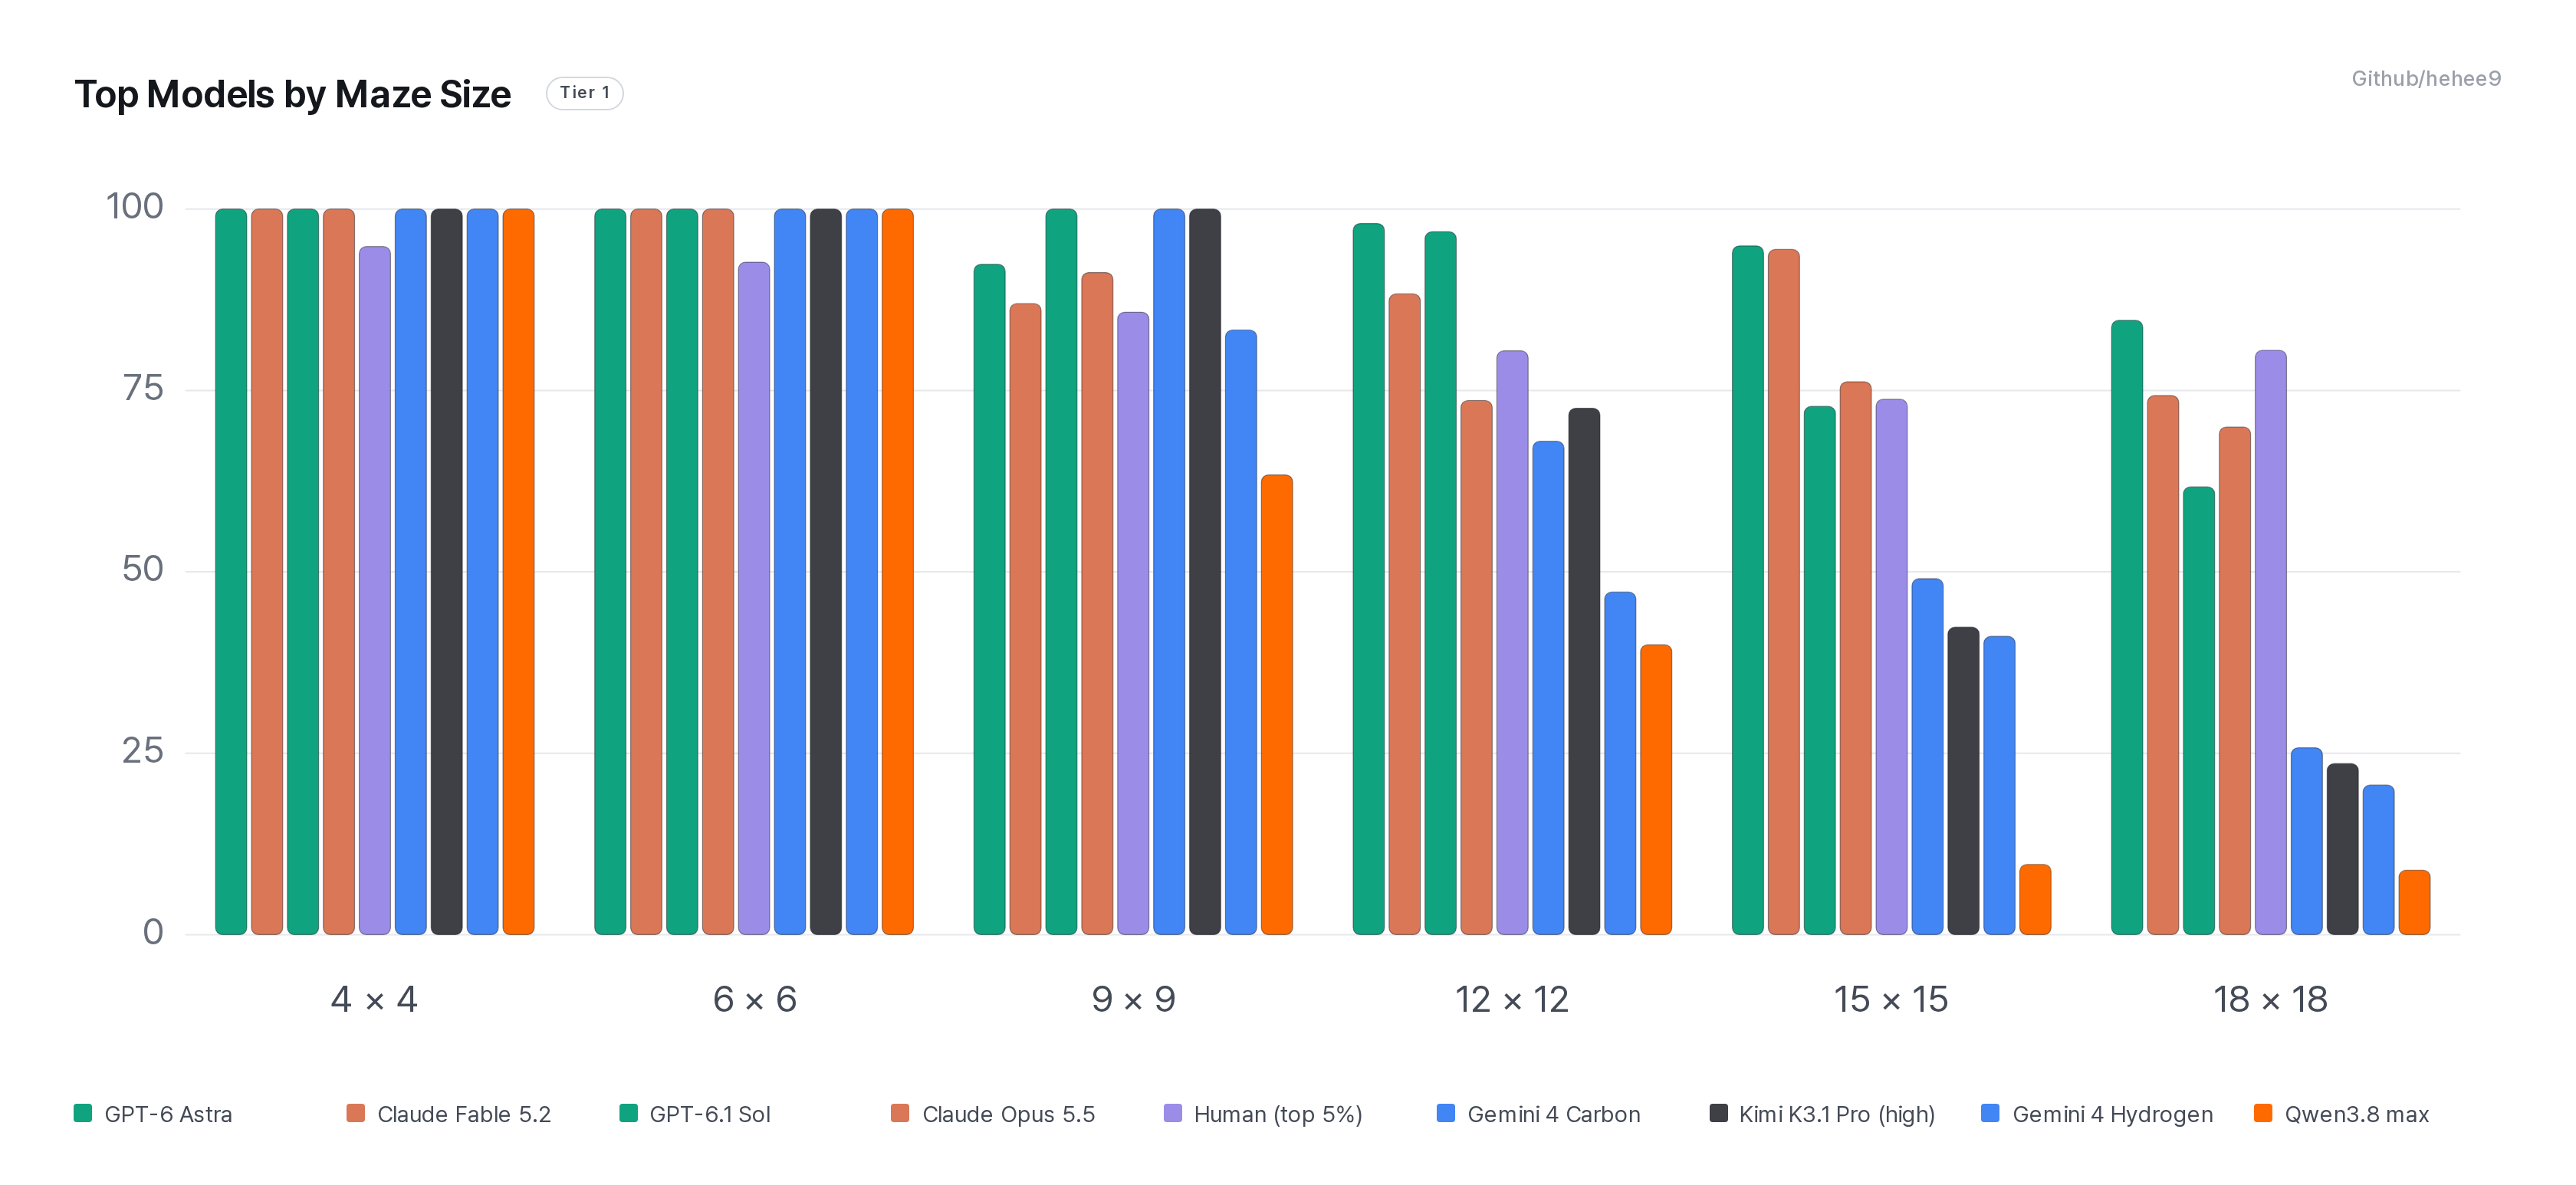 Top Models by Maze Size
Tier 1
Github/hehee9
100
75
50
25
0
4 × 4
6 × 6
9 × 9
12 × 12
15 × 15
18 × 18
GPT-6 Astra
Claude Fable 5.2
GPT-6.1 Sol
Claude Opus 5.5
Human (top 5%)
Gemini 4 Carbon
Kimi K3.1 Pro (high)
Gemini 4 Hydrogen
Qwen3.8 max